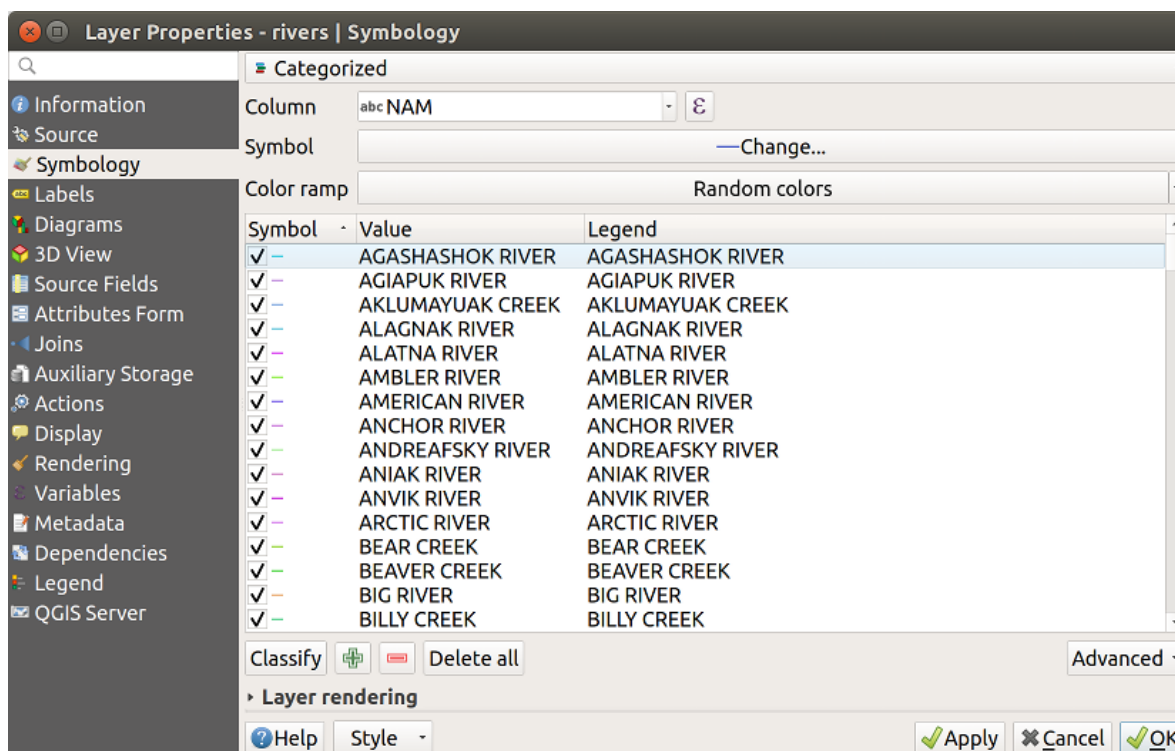 Layer Properties - rivers | Symbology
Categorized
Information
Source
Symbology
Labels
Diagrams
3D View
Source Fields
Attributes Form
Joins
Auxiliary Storage
Actions
Display
Rendering
Variables
Metadata
Dependencies
Legend
QGIS Server
Column abc NAM ε
Symbol Change...
Color ramp Random colors
Symbol Value Legend
AGASHASHOK RIVER AGASHASHOK RIVER
AGIAPUK RIVER AGIAPUK RIVER
AKLUMAYUAK CREEK AKLUMAYUAK CREEK
ALAGNAK RIVER ALAGNAK RIVER
ALATNA RIVER ALATNA RIVER
AMBLER RIVER AMBLER RIVER
AMERICAN RIVER AMERICAN RIVER
ANCHOR RIVER ANCHOR RIVER
ANDREAFSKY RIVER ANDREAFSKY RIVER
ANIAK RIVER ANIAK RIVER
ANVIK RIVER ANVIK RIVER
ARCTIC RIVER ARCTIC RIVER
BEAR CREEK BEAR CREEK
BEAVER CREEK BEAVER CREEK
BIG RIVER BIG RIVER
BILLY CREEK BILLY CREEK
Classify Delete all Advanced
Layer rendering
Help Style Apply Cancel OK